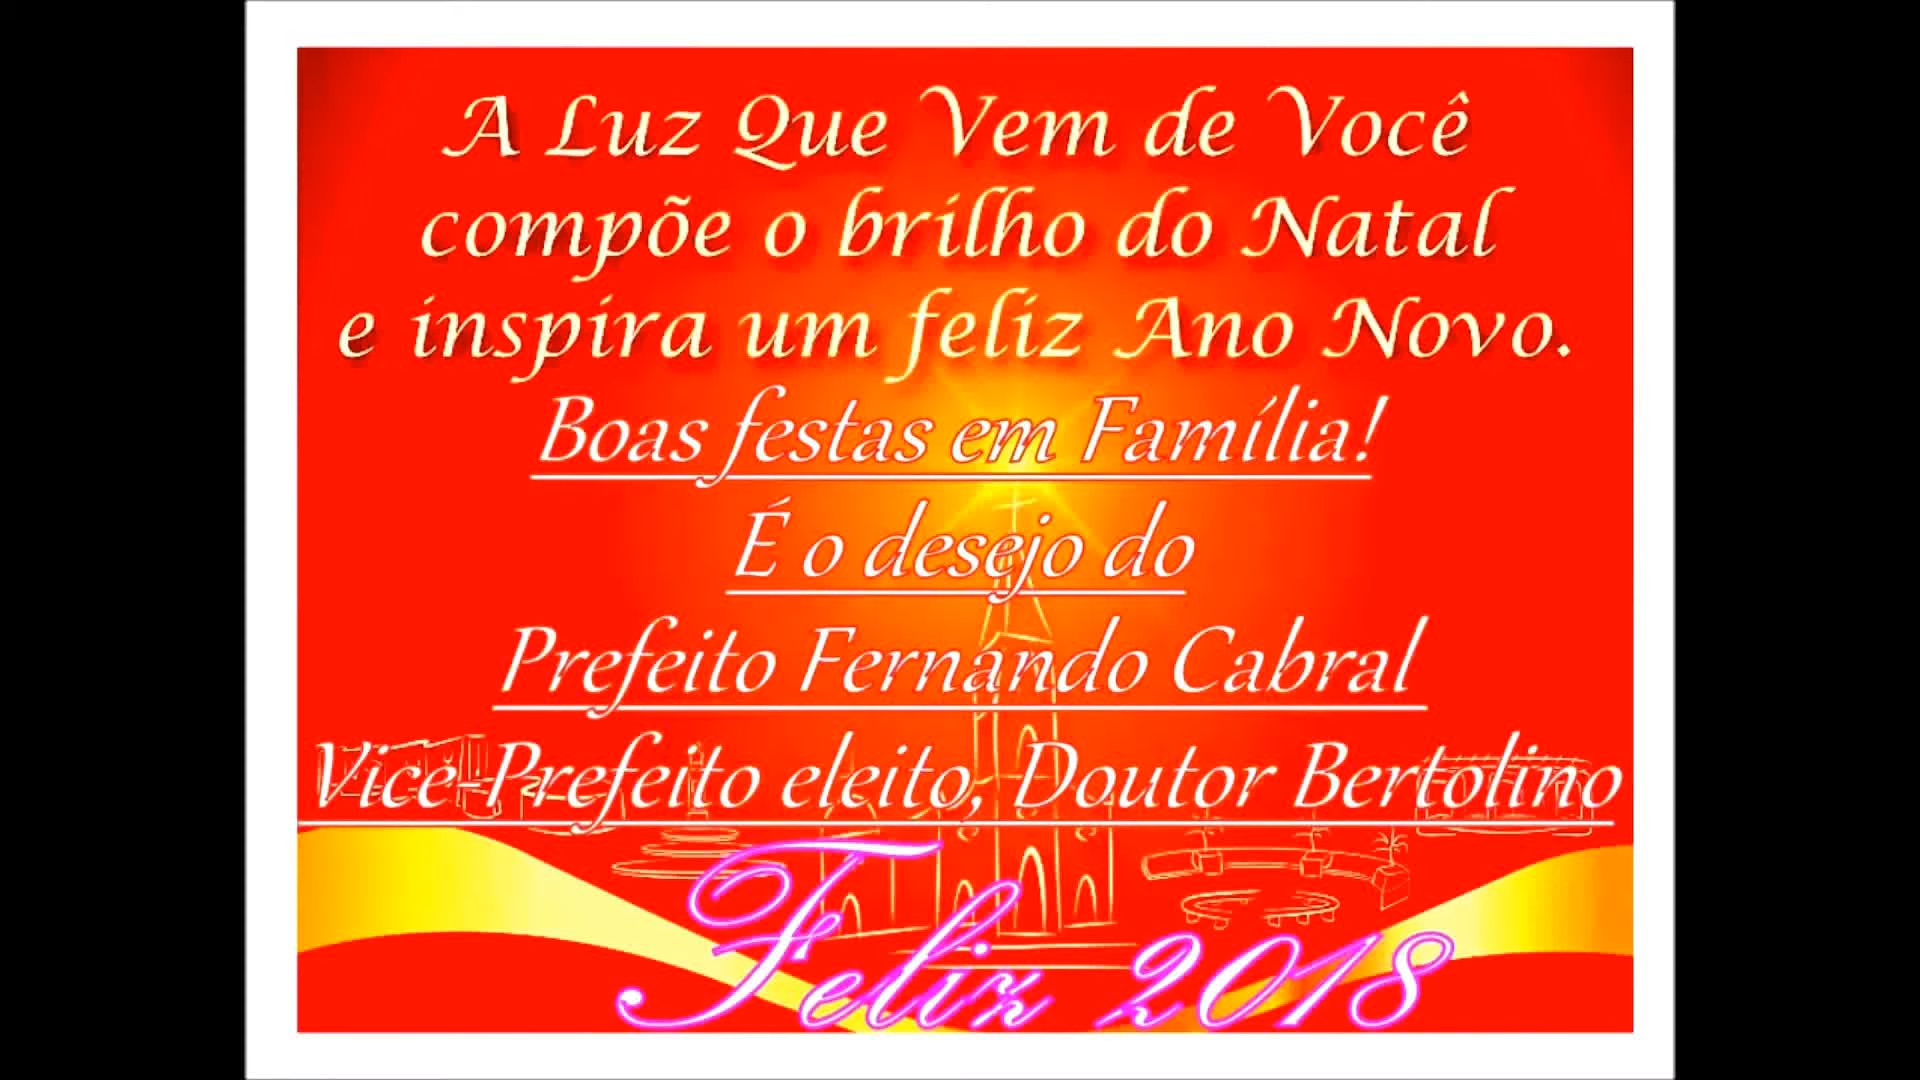 A Luz Que Vem de Você
compõe o brilho do Natal
e inspira um feliz Ano Novo.
Boas festas em Família!
É o desejo do
Prefeito Fernando Cabral
Vice-Prefeito eleito, Doutor Bertolino
Feliz 2018